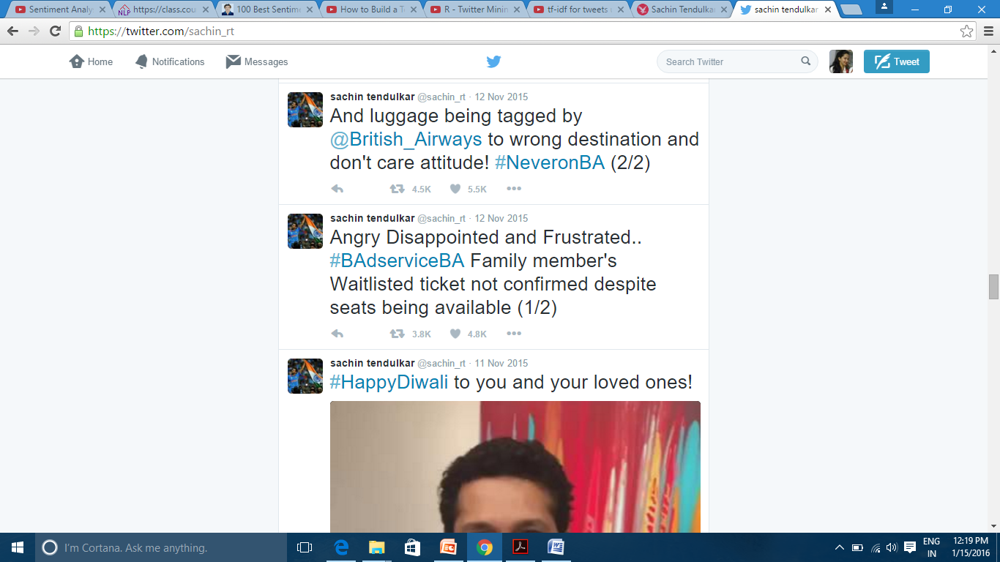 Sentiment Analy
https://class.cou
100 Best Sentime
How to Build a T
R - Twitter Minin
tf-idf for tweets
Sachin Tendulka
sachin tendulkar
https://twitter.com/sachin_rt
Home Notifications Messages Search Twitter Tweet
sachin tendulkar @sachin_rt · 12 Nov 2015
And luggage being tagged by
@British_Airways to wrong destination and
don't care attitude! #NeveronBA (2/2)
4.5K 5.5K
sachin tendulkar @sachin_rt · 12 Nov 2015
Angry Disappointed and Frustrated..
#BAdserviceBA Family member's
Waitlisted ticket not confirmed despite
seats being available (1/2)
3.8K 4.8K
sachin tendulkar @sachin_rt · 11 Nov 2015
#HappyDiwali to you and your loved ones!
I'm Cortana. Ask me anything.
ENG
IN
12:19 PM
1/15/2016